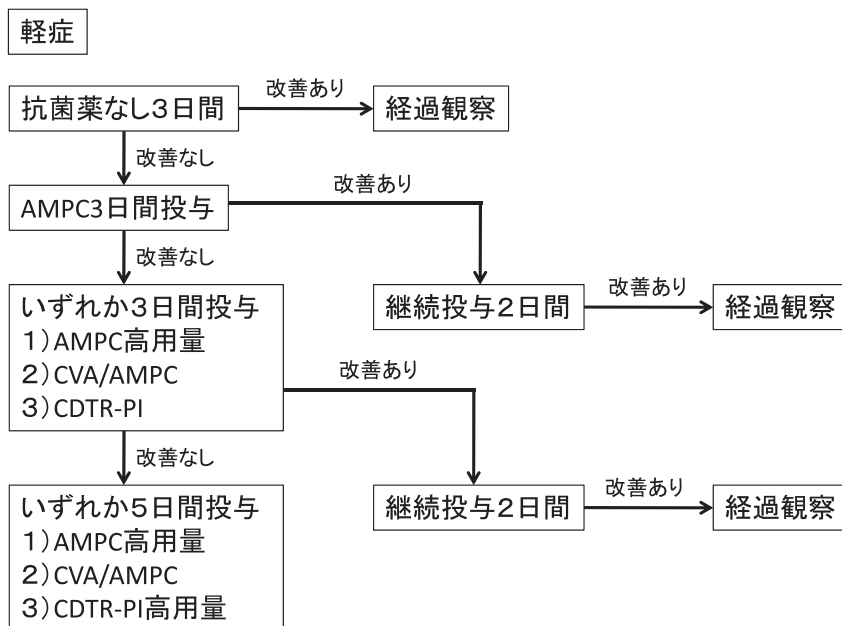 軽症
抗菌薬なし3日間
改善あり
経過観察
改善なし
AMPC3日間投与
改善あり
改善なし
継続投与2日間
改善あり
経過観察
いずれか3日間投与
1)AMPC高用量
2)CVA/AMPC
3)CDTR-PI
改善あり
改善なし
継続投与2日間
改善あり
経過観察
いずれか5日間投与
1)AMPC高用量
2)CVA/AMPC
3)CDTR-PI高用量